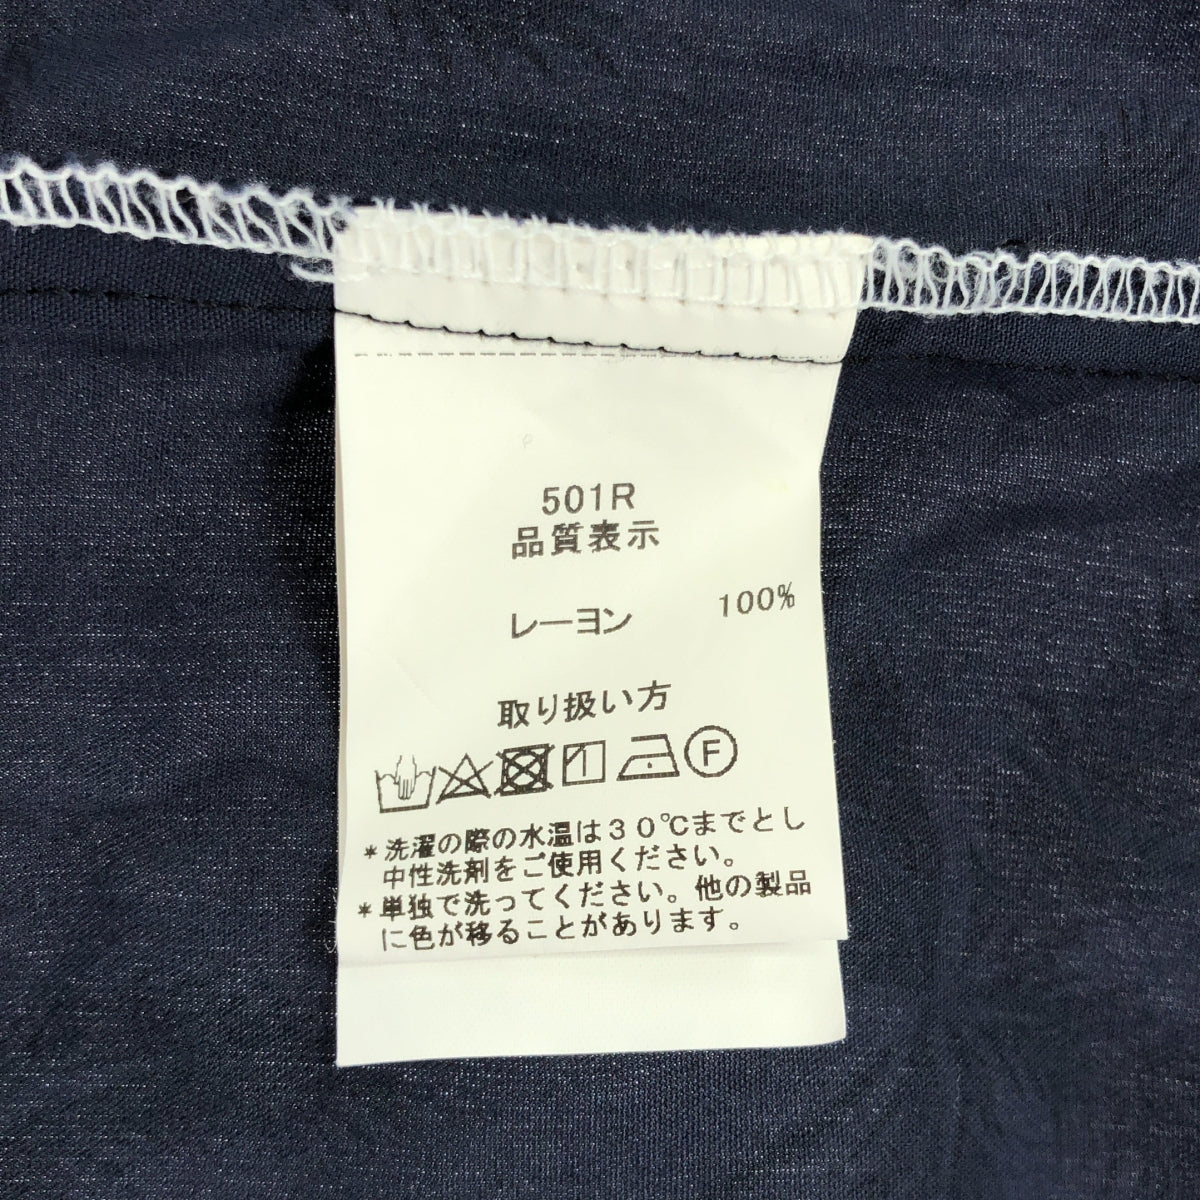 501R
品質表示
レーヨン 100%
取り扱い方
F
*洗濯の際の水温は30℃までとし
中性洗剤をご使用ください。
*単独で洗ってください。他の製品
に色が移ることがあります。